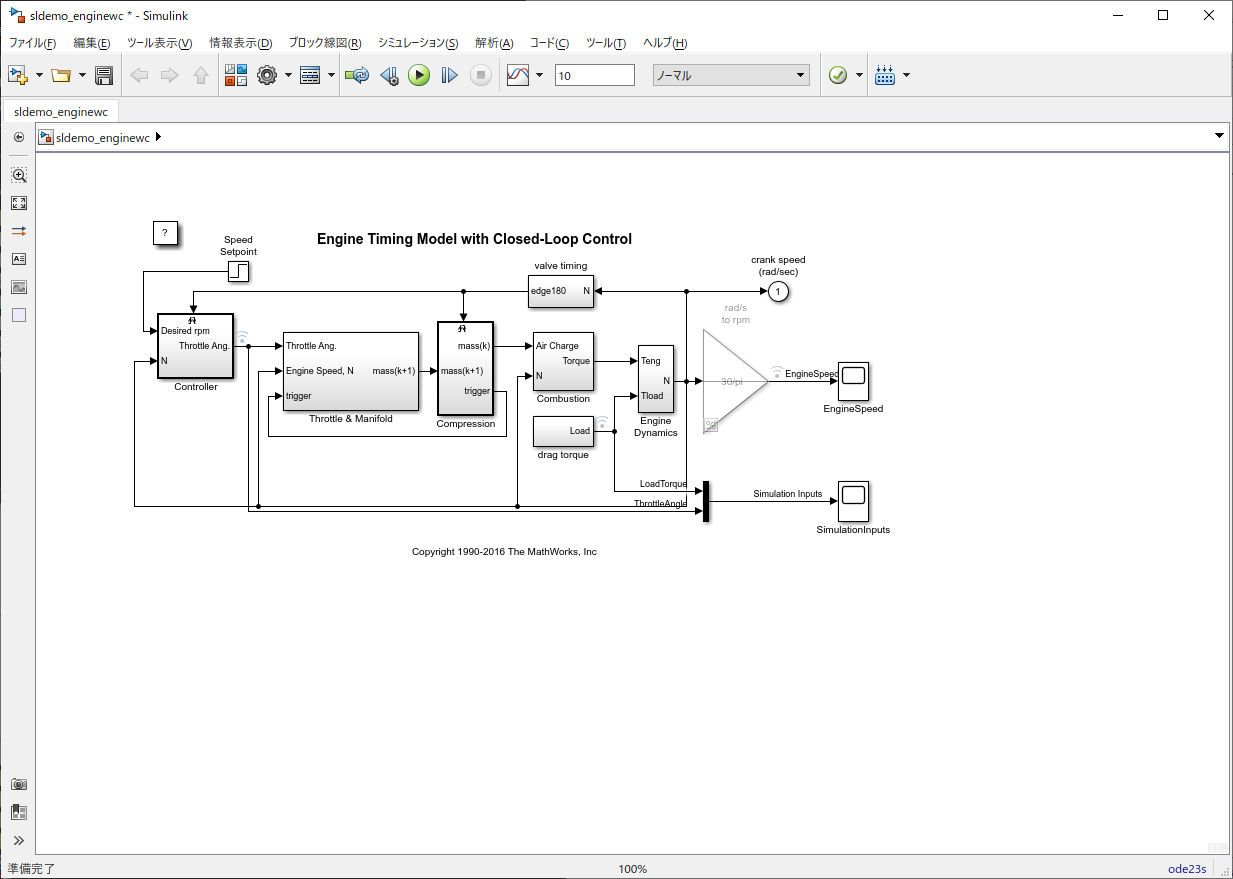 sldemo_enginewc * - Simulink
ファイル(F) 編集(E) ツール表示(V) 情報表示(D) ブロック線図(R) シミュレーション(S) 解析(A) コード(C) ツール(T) ヘルプ(H)
10
ノーマル
sldemo_enginewc
sldemo_enginewc
?
Speed
Setpoint
Engine Timing Model with Closed-Loop Control
valve timing
edge180 N
crank speed
(rad/sec)
1
rad/s
to rpm
Desired rpm
Throttle Ang.
N
Controller
Throttle Ang.
Engine Speed, N
mass(k+1)
trigger
Throttle & Manifold
mass(k)
mass(k+1)
trigger
Compression
Air Charge
Torque
N
Combustion
Load
drag torque
Teng
N
Tload
Engine
Dynamics
30/pi
EngineSpeed
EngineSpeed
LoadTorque
ThrottleAngle
Simulation Inputs
SimulationInputs
Copyright 1990-2016 The MathWorks, Inc
準備完了
100%
ode23s